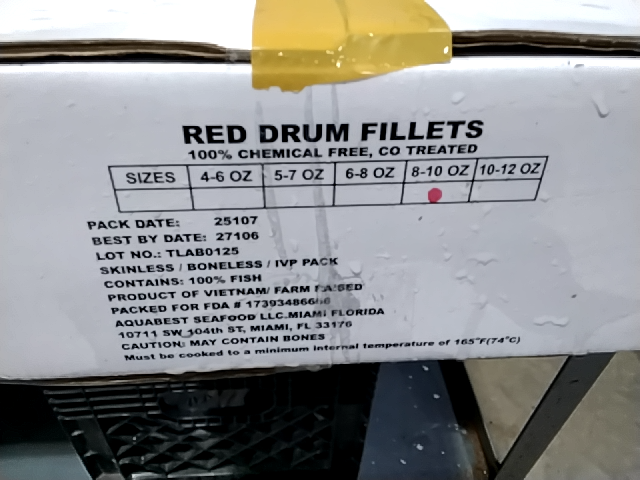 RED DRUM FILLETS
100% CHEMICAL FREE, CO TREATED
SIZES 4-6 OZ 5-7 OZ 6-8 OZ 8-10 OZ 10-12 OZ
PACK DATE: 25107
BEST BY DATE: 27106
LOT NO.: TLAB0125
SKINLESS / BONELESS / IVP PACK
CONTAINS: 100% FISH
PRODUCT OF VIETNAM/ FARM RAISED
PACKED FOR FDA #
AQUABEST SEAFOOD LLC.MIAMI FLORIDA
10711 SW 104th ST, MIAMI, FL 33176
CAUTION: MAY CONTAIN BONES
Must be cooked to a minimum internal temperature of 165°F(74°C)